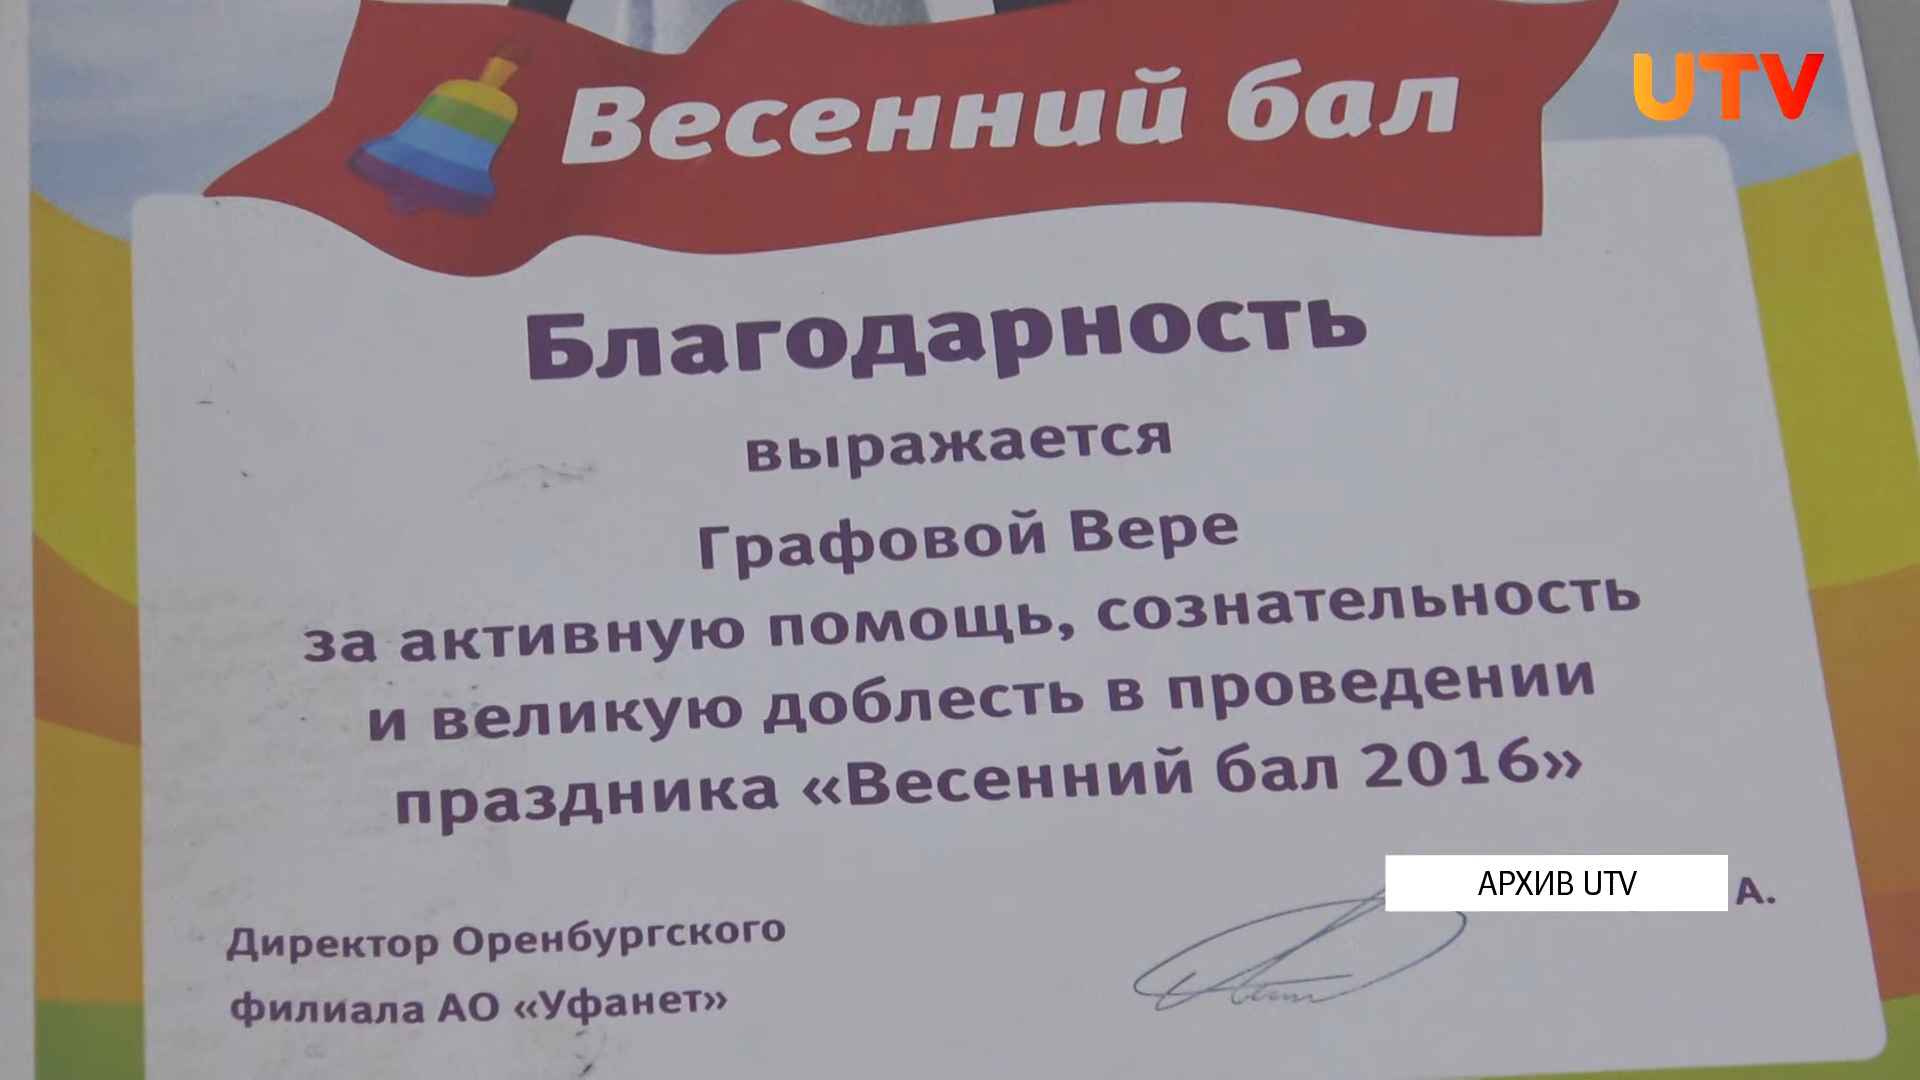 Весенний бал
UTV
Благодарность
выражается
Графовой Вере
за активную помощь, сознательность
и великую доблесть в проведении
праздника «Весенний бал 2016»
АРХИВ UTV
А.
Директор Оренбургского
филиала АО «Уфанет»